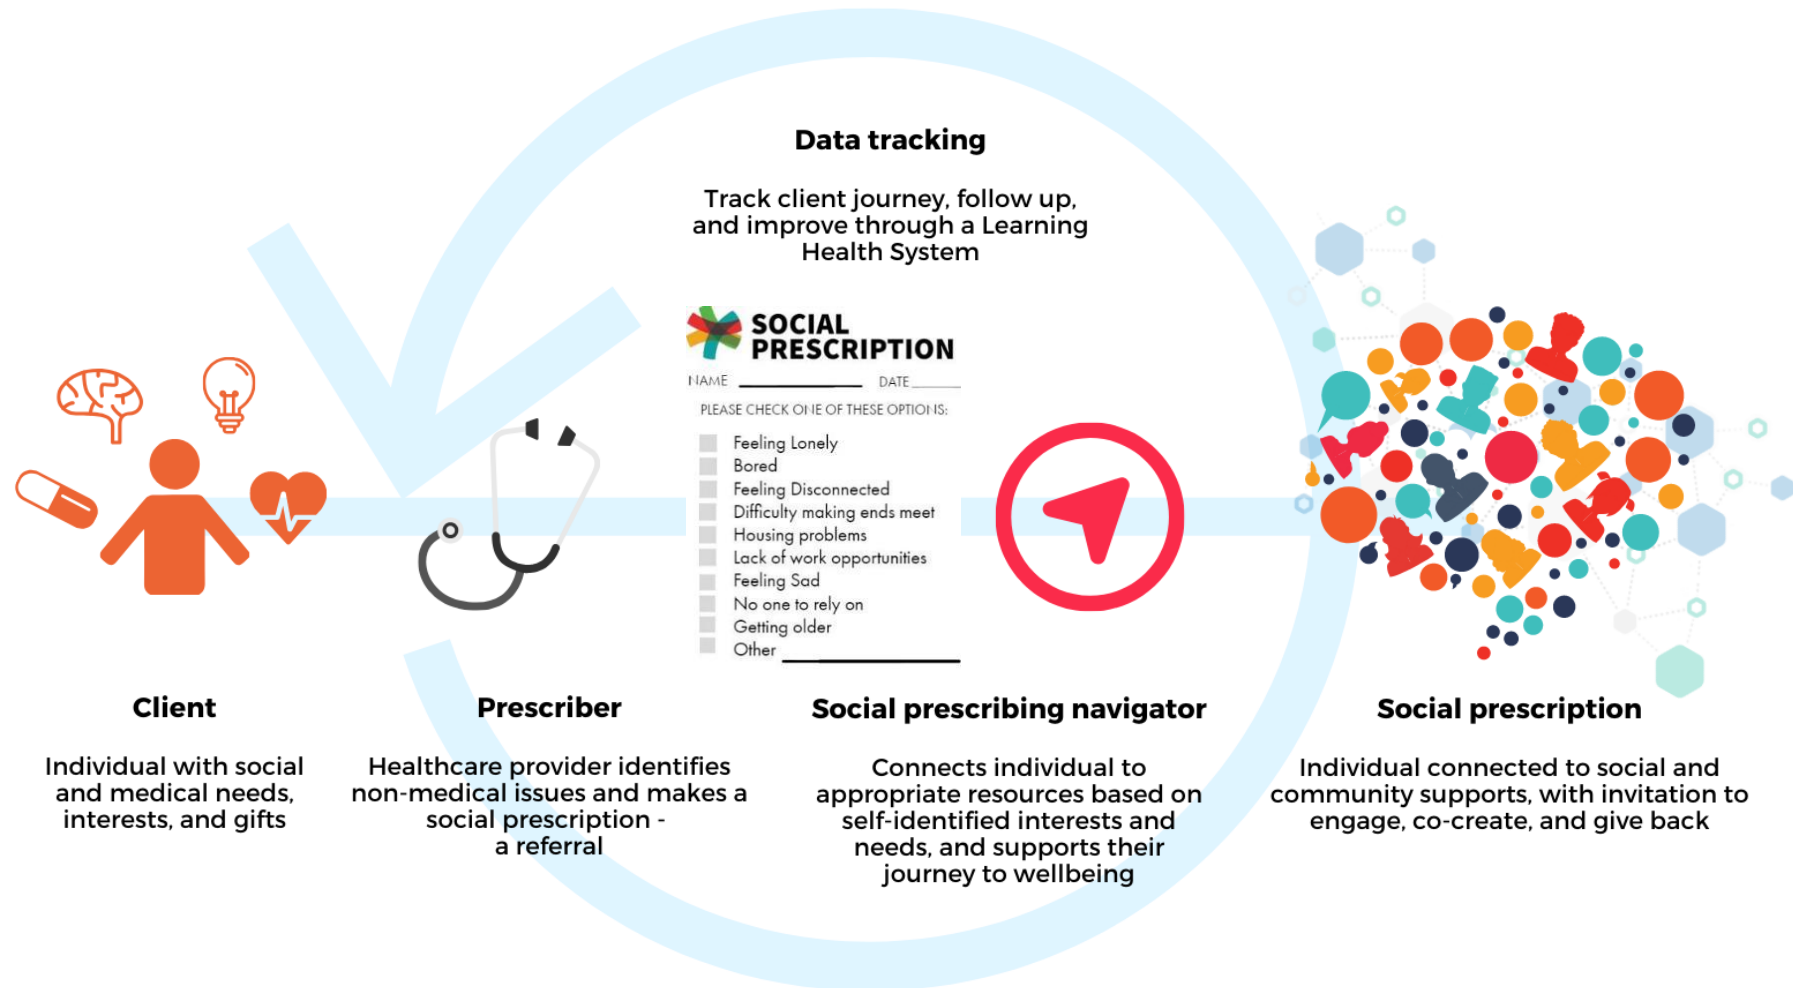 Data tracking
Track client journey, follow up,
and improve through a Learning
Health System
SOCIAL
PRESCRIPTION
NAME
DATE
PLEASE CHECK ONE OF THESE OPTIONS:
Feeling Lonely
Bored
Feeling Disconnected
Difficulty making ends meet
Housing problems
Lack of work opportunities
Feeling Sad
No one to rely on
Getting older
Other
Client
Individual with social
and medical needs,
interests, and gifts
Prescriber
Healthcare provider identifies
non-medical issues and makes a
social prescription -
a referral
Social prescribing navigator
Connects individual to
appropriate resources based on
self-identified interests and
needs, and supports their
journey to wellbeing
Social prescription
Individual connected to social and
community supports, with invitation to
engage, co-create, and give back